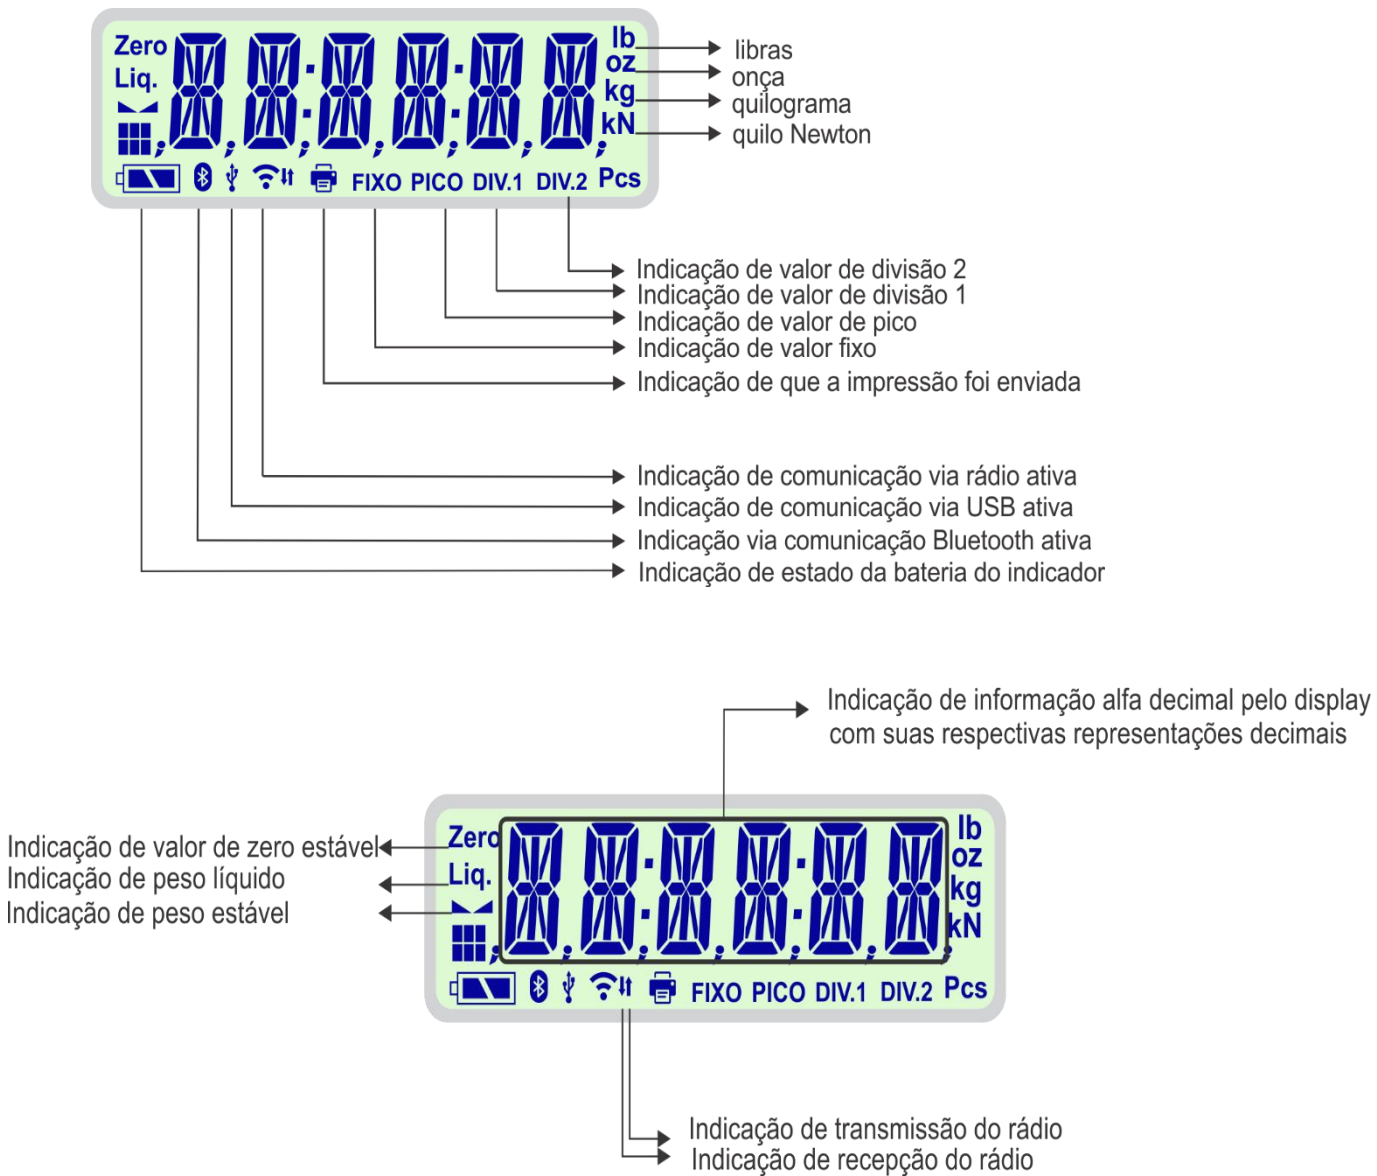 Zero
Liq.
lb
oz
kg
kN
libras
onça
quilograma
quilo Newton
FIXO PICO DIV.1 DIV.2 Pcs
Indicação de valor de divisão 2
Indicação de valor de divisão 1
Indicação de valor de pico
Indicação de valor fixo
Indicação de que a impressão foi enviada
Indicação de comunicação via rádio ativa
Indicação de comunicação via USB ativa
Indicação via comunicação Bluetooth ativa
Indicação de estado da bateria do indicador
Indicação de informação alfa decimal pelo display
com suas respectivas representações decimais
Indicação de valor de zero estável
Indicação de peso líquido
Indicação de peso estável
Zero
Liq.
lb
oz
kg
kN
FIXO PICO DIV.1 DIV.2 Pcs
Indicação de transmissão do rádio
Indicação de recepção do rádio